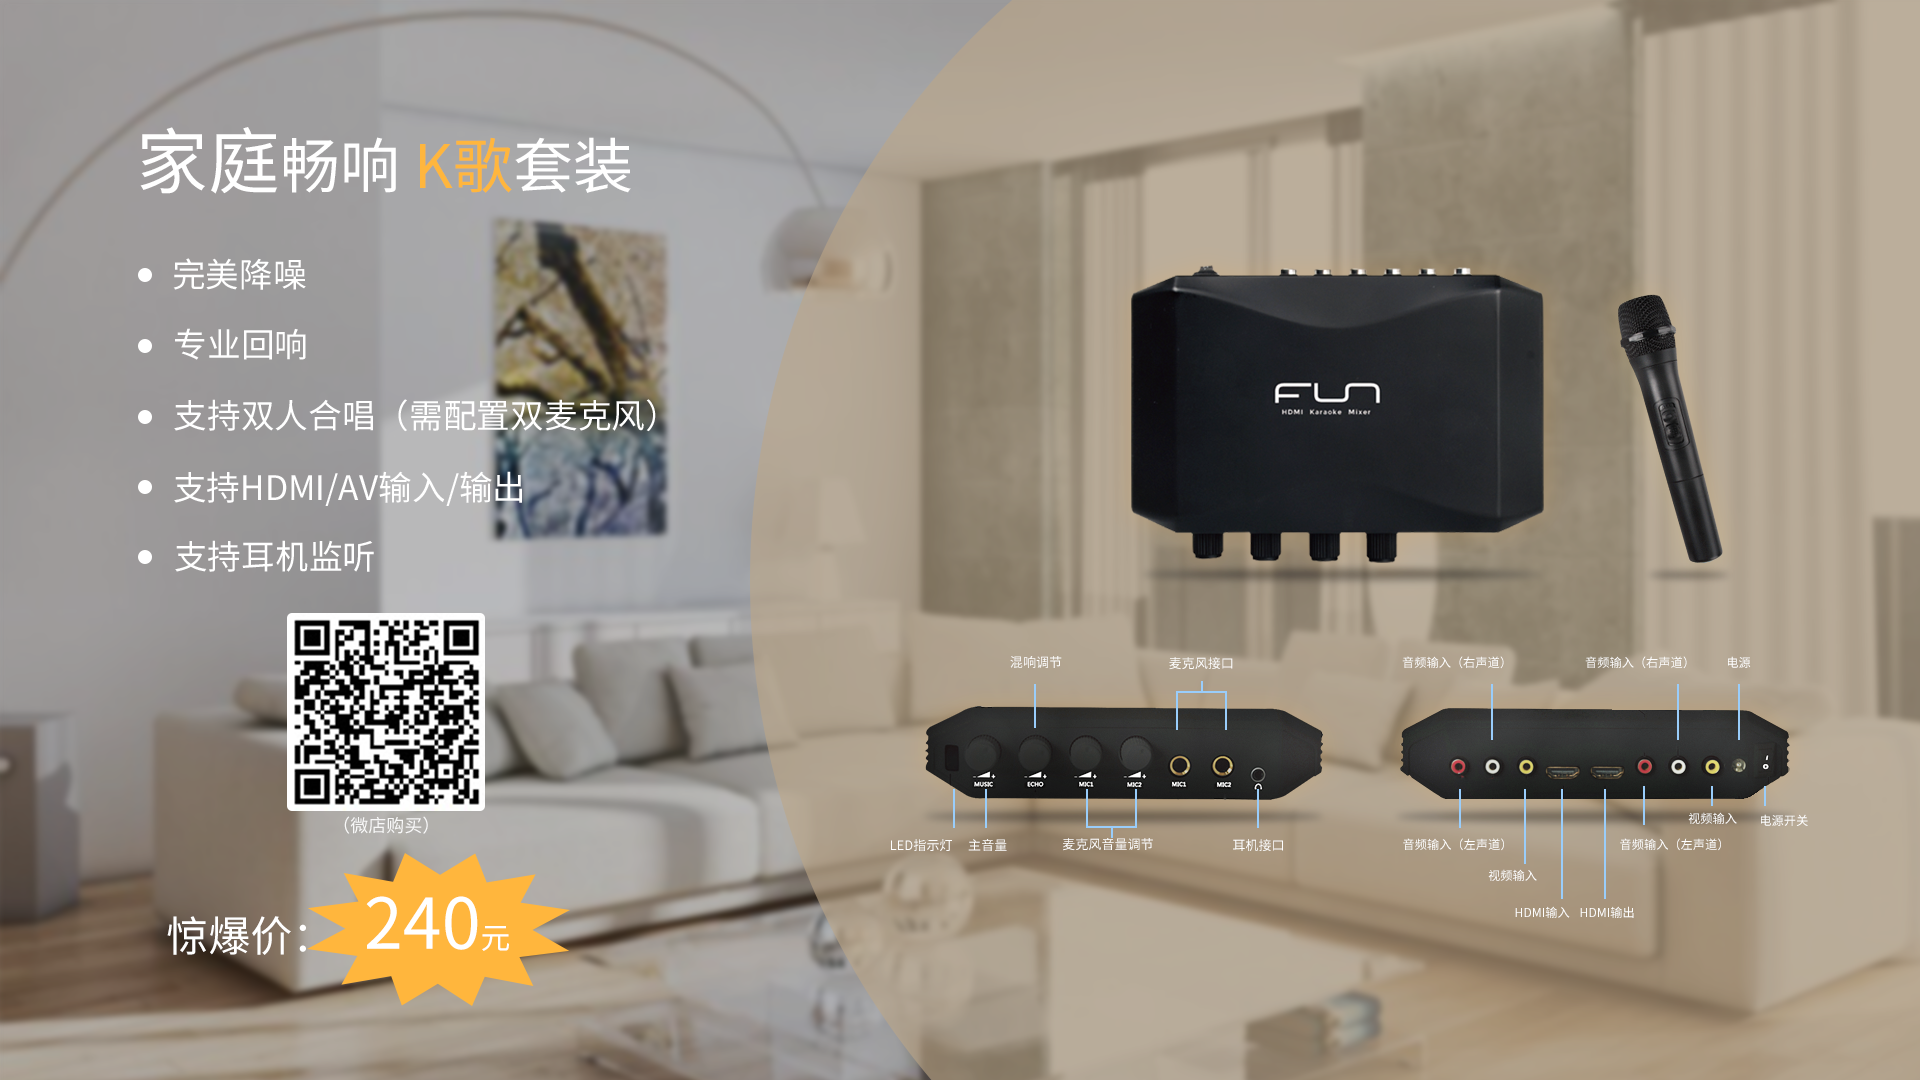 家庭畅响 K歌套装
完美降噪
专业回响
支持双人合唱（需配置双麦克风）
支持HDMI/AV输入/输出
支持耳机监听
（微店购买）
惊爆价：240元
FUN
HDMI Karaoke Mixer
混响调节
麦克风接口
MUSIC
ECHO
MIC1
MIC2
MIC1
MIC2
LED指示灯
主音量
麦克风音量调节
耳机接口
音频输入（右声道）
音频输入（右声道）
电源
视频输入
电源开关
音频输入（左声道）
音频输入（左声道）
视频输入
HDMI输入
HDMI输出